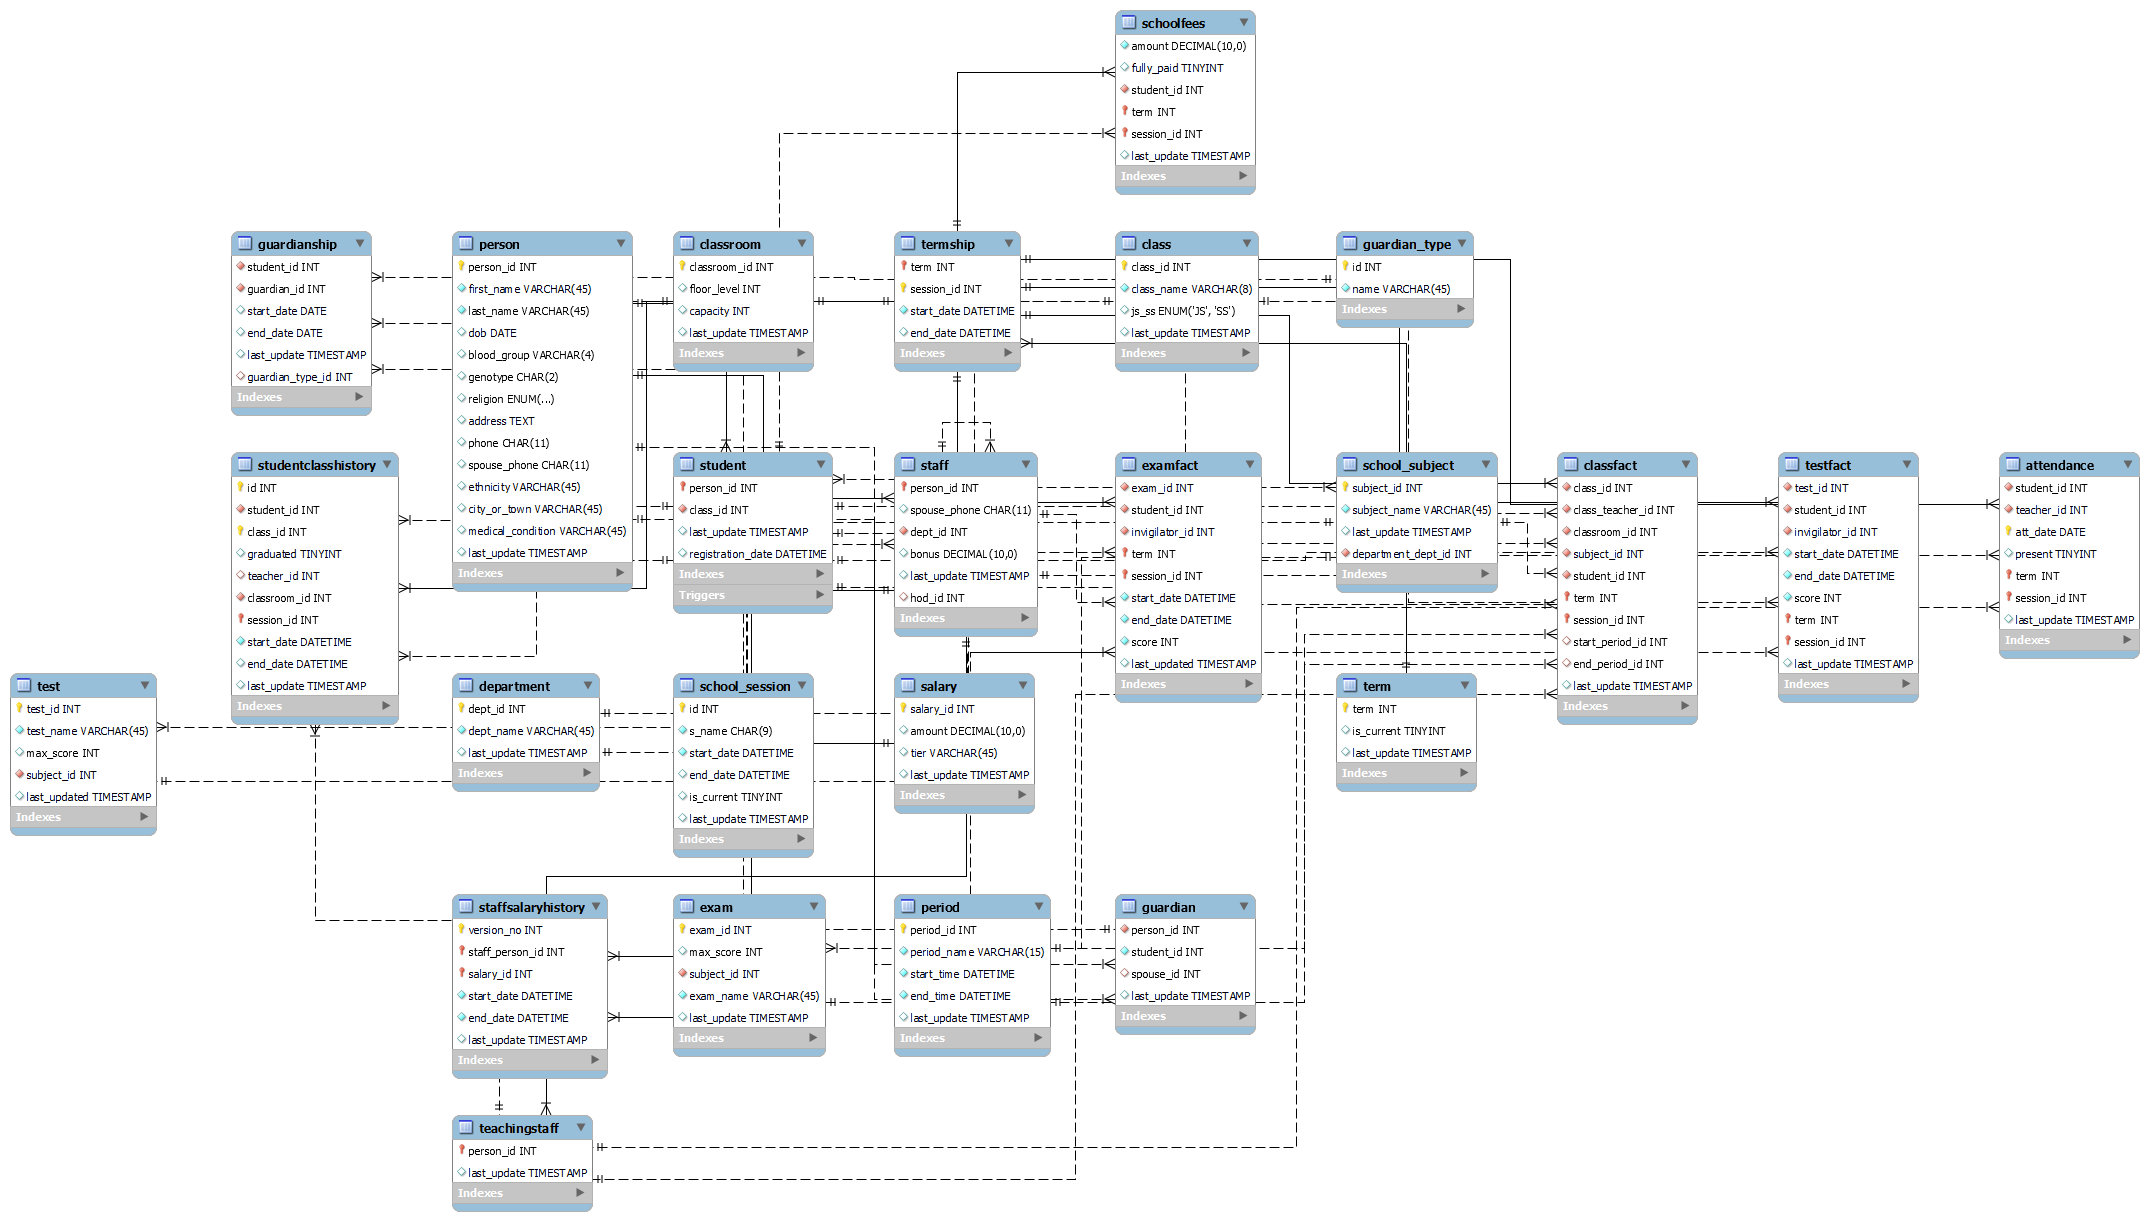 schoolfees
amount DECIMAL(10,0)
fully_paid TINYINT
student_id INT
term INT
session_id INT
last_update TIMESTAMP
Indexes
guardianship
student_id INT
guardian_id INT
start_date DATE
end_date DATE
last_update TIMESTAMP
guardian_type_id INT
Indexes
person
person_id INT
first_name VARCHAR(45)
last_name VARCHAR(45)
dob DATE
blood_group VARCHAR(4)
genotype CHAR(2)
religion ENUM(...)
address TEXT
phone CHAR(11)
spouse_phone CHAR(11)
ethnicity VARCHAR(45)
city_or_town VARCHAR(45)
medical_condition VARCHAR(45)
last_update TIMESTAMP
Indexes
classroom
classroom_id INT
floor_level INT
capacity INT
last_update TIMESTAMP
Indexes
termship
term INT
session_id INT
start_date DATETIME
end_date DATETIME
Indexes
class
class_id INT
class_name VARCHAR(8)
js_ss ENUM('JS', 'SS')
last_update TIMESTAMP
Indexes
guardian_type
id INT
name VARCHAR(45)
Indexes
studentclasshistory
id INT
student_id INT
class_id INT
graduated TINYINT
teacher_id INT
classroom_id INT
session_id INT
start_date DATETIME
end_date DATETIME
last_update TIMESTAMP
Indexes
student
person_id INT
class_id INT
last_update TIMESTAMP
registration_date DATETIME
Indexes
Triggers
staff
person_id INT
spouse_phone CHAR(11)
dept_id INT
bonus DECIMAL(10,0)
last_update TIMESTAMP
hod_id INT
Indexes
examfact
exam_id INT
student_id INT
invigilator_id INT
term INT
session_id INT
start_date DATETIME
end_date DATETIME
score INT
last_updated TIMESTAMP
Indexes
school_subject
subject_id INT
subject_name VARCHAR(45)
last_update TIMESTAMP
department_dept_id INT
Indexes
classfact
class_id INT
class_teacher_id INT
classroom_id INT
subject_id INT
student_id INT
term INT
session_id INT
start_period_id INT
end_period_id INT
last_update TIMESTAMP
Indexes
testfact
test_id INT
student_id INT
invigilator_id INT
start_date DATETIME
end_date DATETIME
score INT
term INT
session_id INT
last_update TIMESTAMP
Indexes
attendance
student_id INT
teacher_id INT
att_date DATE
present TINYINT
term INT
session_id INT
last_update TIMESTAMP
Indexes
test
test_id INT
test_name VARCHAR(45)
max_score INT
subject_id INT
last_updated TIMESTAMP
Indexes
department
dept_id INT
dept_name VARCHAR(45)
last_update TIMESTAMP
Indexes
school_session
id INT
s_name CHAR(9)
start_date DATETIME
end_date DATETIME
is_current TINYINT
last_update TIMESTAMP
Indexes
salary
salary_id INT
amount DECIMAL(10,0)
tier VARCHAR(45)
last_update TIMESTAMP
Indexes
term
term INT
is_current TINYINT
last_update TIMESTAMP
Indexes
staffsalaryhistory
version_no INT
staff_person_id INT
salary_id INT
start_date DATETIME
end_date DATETIME
last_update TIMESTAMP
Indexes
exam
exam_id INT
max_score INT
subject_id INT
exam_name VARCHAR(45)
last_update TIMESTAMP
Indexes
period
period_id INT
period_name VARCHAR(15)
start_time DATETIME
end_time DATETIME
last_update TIMESTAMP
Indexes
guardian
person_id INT
student_id INT
spouse_id INT
last_update TIMESTAMP
Indexes
teachingstaff
person_id INT
last_update TIMESTAMP
Indexes